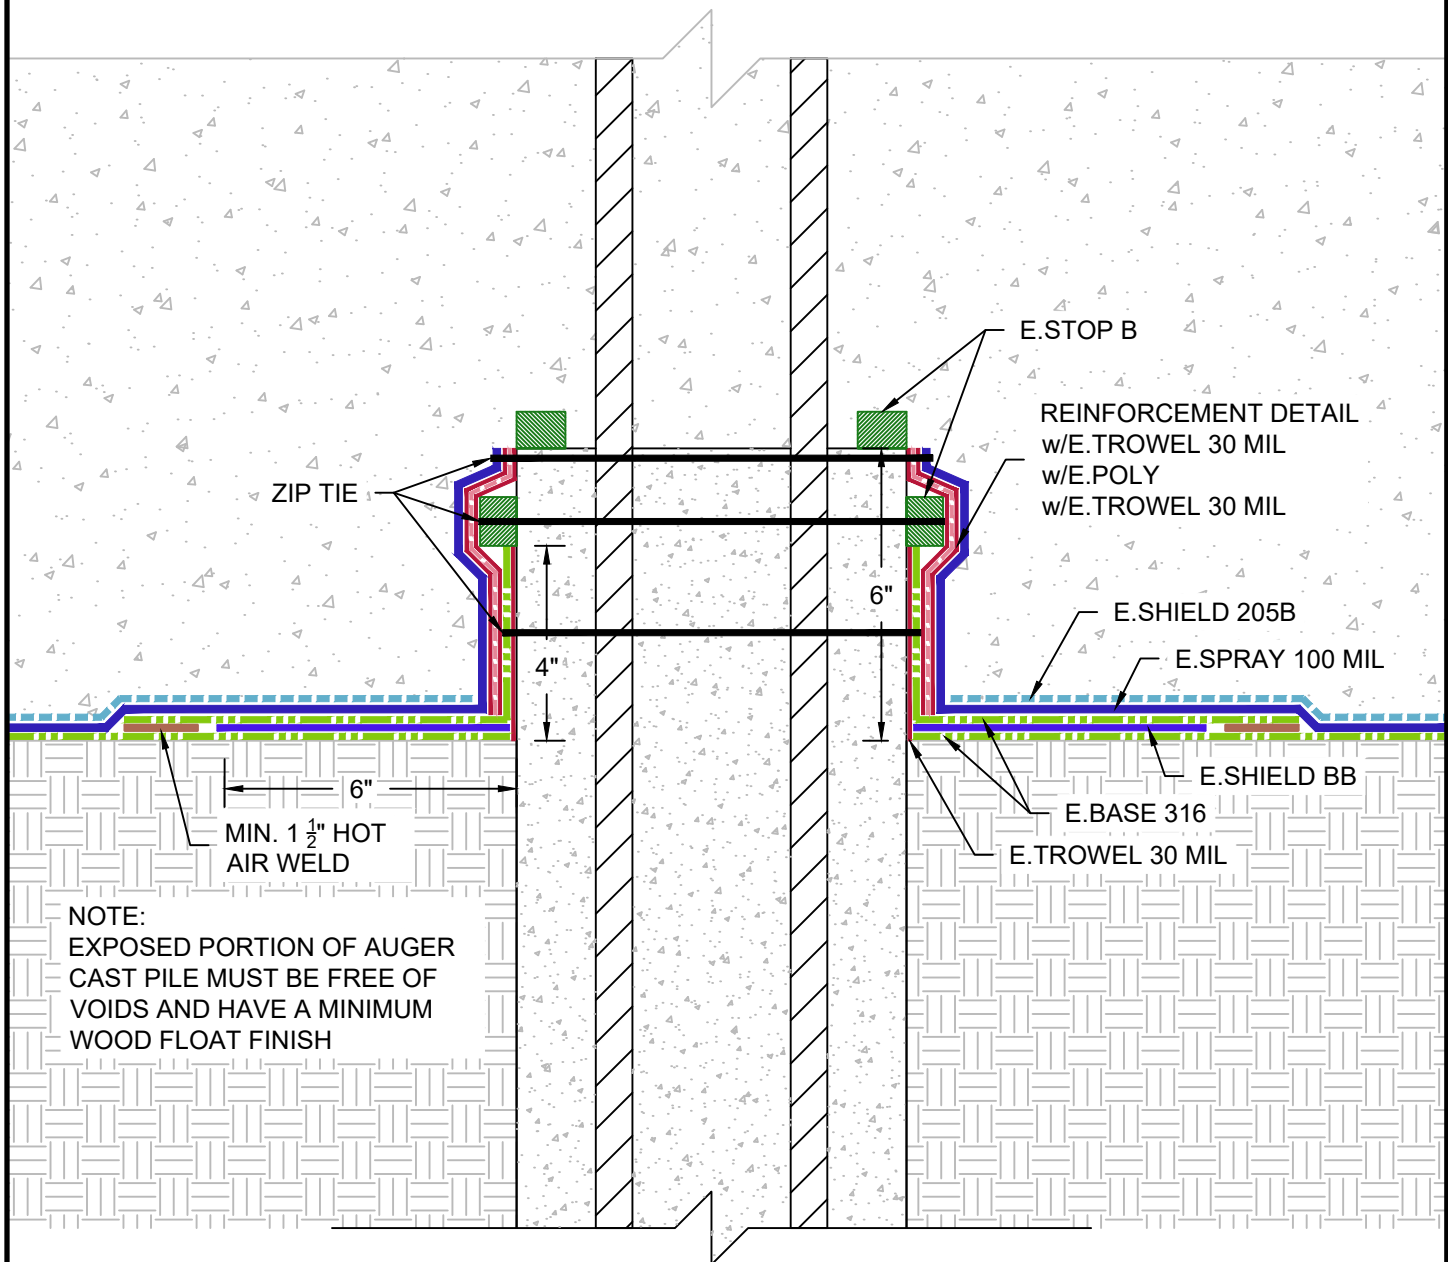 E.STOP B
REINFORCEMENT DETAIL
w/E.TROWEL 30 MIL
w/E.POLY
w/E.TROWEL 30 MIL
ZIP TIE
6"
E.SHIELD 205B
4"
E.SPRAY 100 MIL
E.SHIELD BB
6"
E.BASE 316
MIN. 1 1/2" HOT
AIR WELD
E.TROWEL 30 MIL
NOTE:
EXPOSED PORTION OF AUGER
CAST PILE MUST BE FREE OF
VOIDS AND HAVE A MINIMUM
WOOD FLOAT FINISH